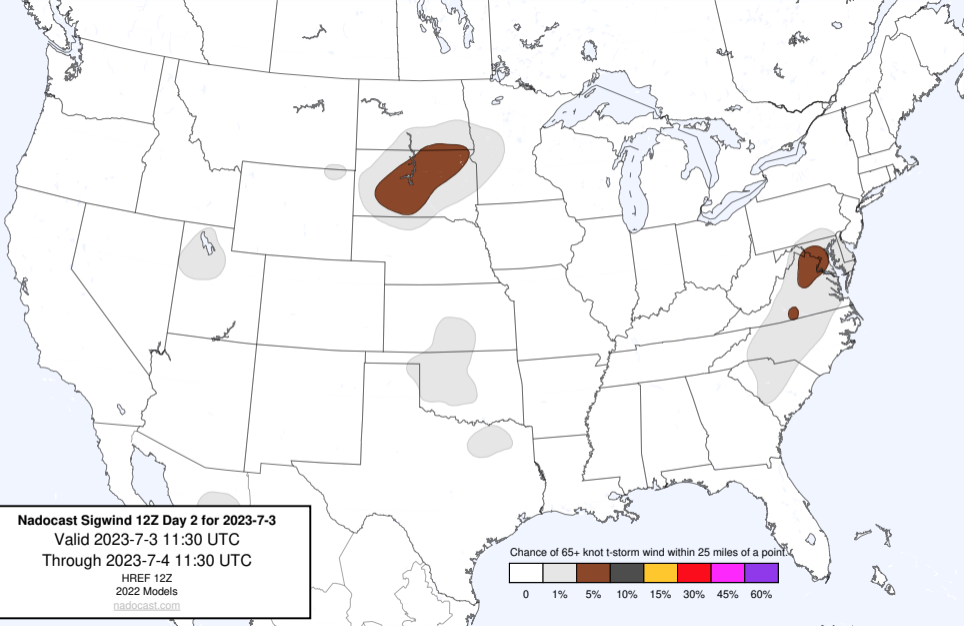 Nadocast Sigwind 12Z Day 2 for 2023-7-3
Valid 2023-7-3 11:30 UTC
Through 2023-7-4 11:30 UTC
HREF 12Z
2022 Models
nadocast.com
Chance of 65+ knot t-storm wind within 25 miles of a point.
0 1% 5% 10% 15% 30% 45% 60%